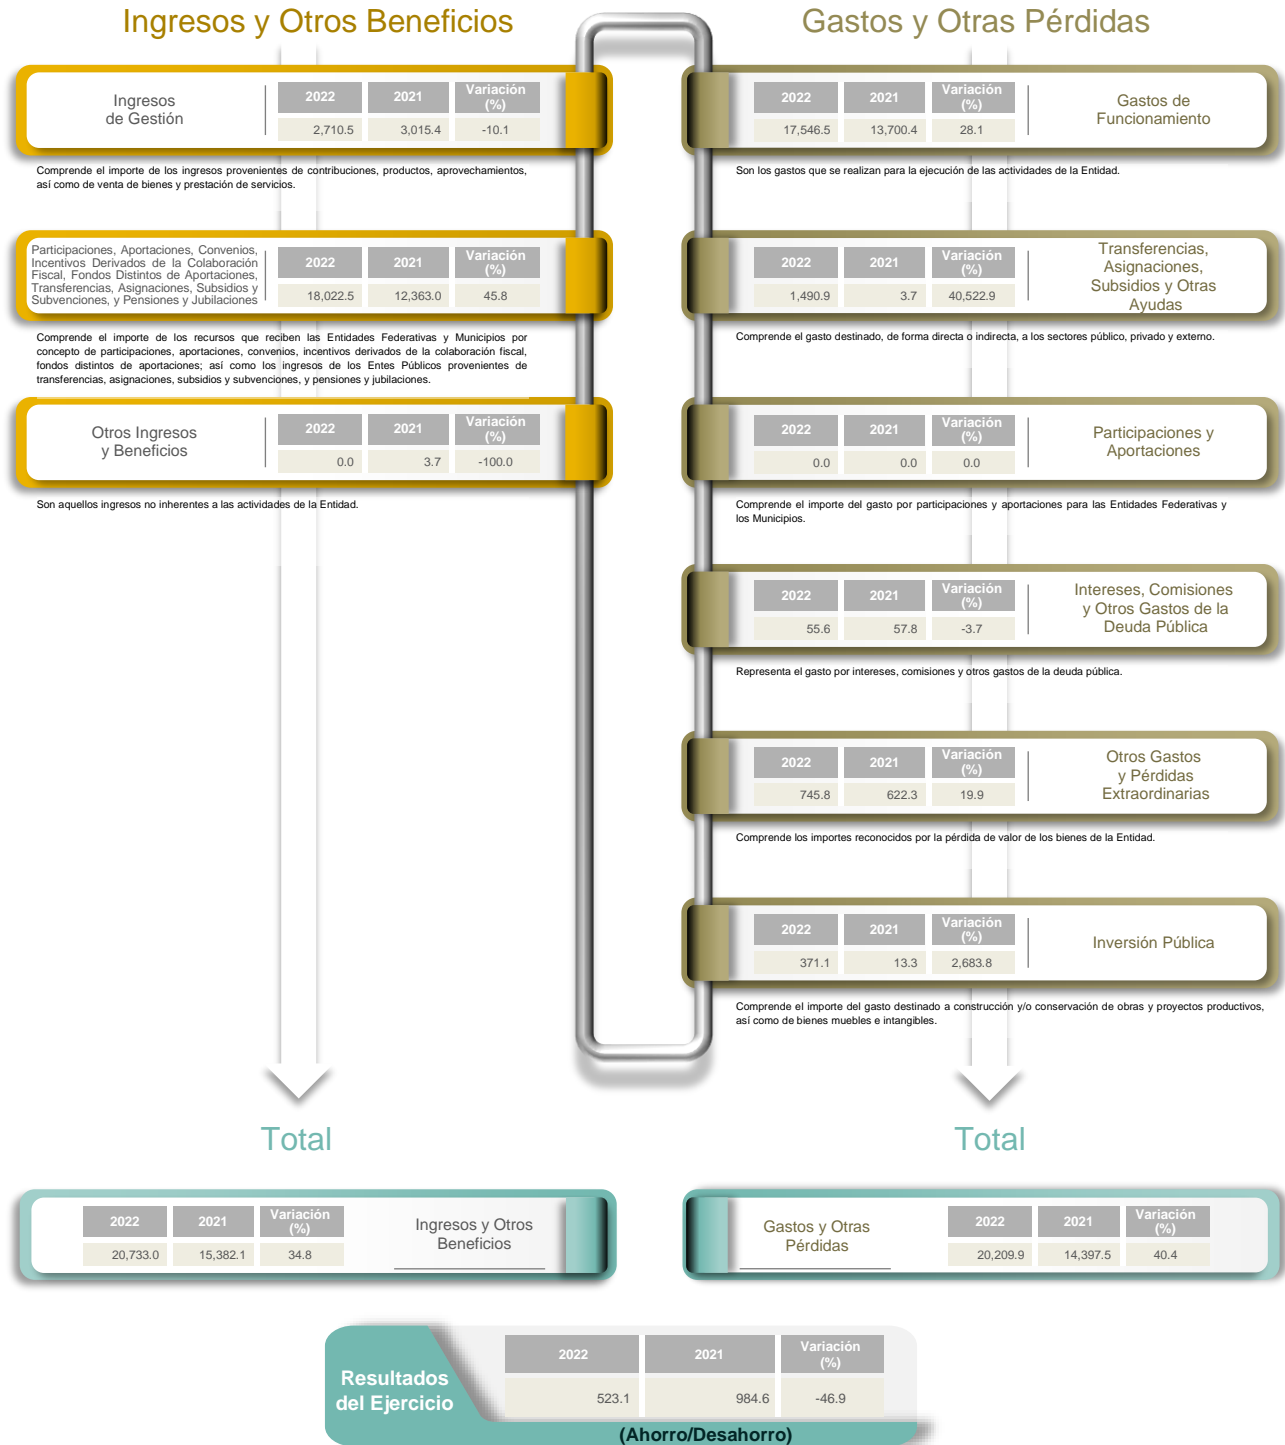 Ingresos y Otros Beneficios
Ingresos
de Gestión
2022 2021 Variación (%)
2,710.5 3,015.4 -10.1
Comprende el importe de los ingresos provenientes de contribuciones, productos, aprovechamientos,
así como de venta de bienes y prestación de servicios.
Participaciones, Aportaciones, Convenios,
Incentivos Derivados de la Colaboración
Fiscal, Fondos Distintos de Aportaciones,
Transferencias, Asignaciones, Subsidios y
Subvenciones, y Pensiones y Jubilaciones
2022 2021 Variación (%)
18,022.5 12,363.0 45.8
Comprende el importe de los recursos que reciben las Entidades Federativas y Municipios por
concepto de participaciones, aportaciones, convenios, incentivos derivados de la colaboración fiscal,
fondos distintos de aportaciones; así como los ingresos de los Entes Públicos provenientes de
transferencias, asignaciones, subsidios y subvenciones, y pensiones y jubilaciones.
Otros Ingresos
y Beneficios
2022 2021 Variación (%)
0.0 3.7 -100.0
Son aquellos ingresos no inherentes a las actividades de la Entidad.
Gastos y Otras Pérdidas
2022 2021 Variación (%)
17,546.5 13,700.4 28.1
Gastos de
Funcionamiento
Son los gastos que se realizan para la ejecución de las actividades de la Entidad.
2022 2021 Variación (%)
1,490.9 3.7 40,522.9
Transferencias,
Asignaciones,
Subsidios y Otras
Ayudas
Comprende el gasto destinado, de forma directa o indirecta, a los sectores público, privado y externo.
2022 2021 Variación (%)
0.0 0.0 0.0
Participaciones y
Aportaciones
Comprende el importe del gasto por participaciones y aportaciones para las Entidades Federativas y
los Municipios.
2022 2021 Variación (%)
55.6 57.8 -3.7
Intereses, Comisiones
y Otros Gastos de la
Deuda Pública
Representa el gasto por intereses, comisiones y otros gastos de la deuda pública.
2022 2021 Variación (%)
745.8 622.3 19.9
Otros Gastos
y Pérdidas
Extraordinarias
Comprende los importes reconocidos por la pérdida de valor de los bienes de la Entidad.
2022 2021 Variación (%)
371.1 13.3 2,683.8
Inversión Pública
Comprende el importe del gasto destinado a construcción y/o conservación de obras y proyectos productivos,
así como de bienes muebles e intangibles.
Total
2022 2021 Variación (%)
20,733.0 15,382.1 34.8
Ingresos y Otros
Beneficios
Total
Gastos y Otras
Pérdidas
2022 2021 Variación (%)
20,209.9 14,397.5 40.4
Resultados
del Ejercicio
2022 2021 Variación (%)
523.1 984.6 -46.9
(Ahorro/Desahorro)